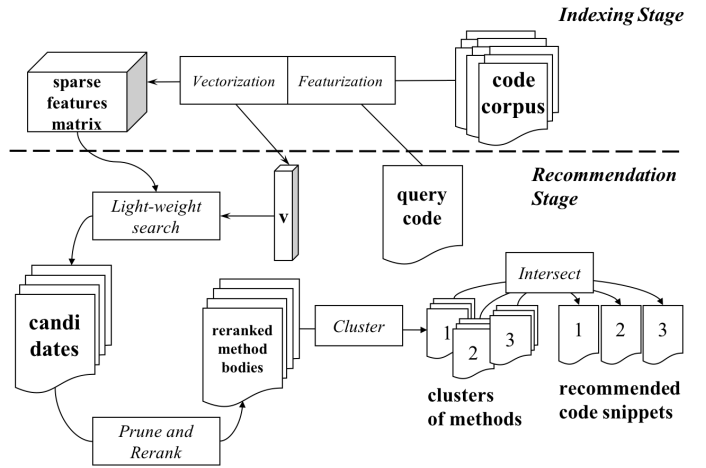 Indexing Stage
sparse
features
matrix
Vectorization
Featurization
code
corpus
Recommendation
Stage
Light-weight
search
v
query
code
candi
dates
reranked
method
bodies
Cluster
Intersect
1
2
3
1
2
3
clusters
of methods
recommended
code snippets
Prune and
Rerank